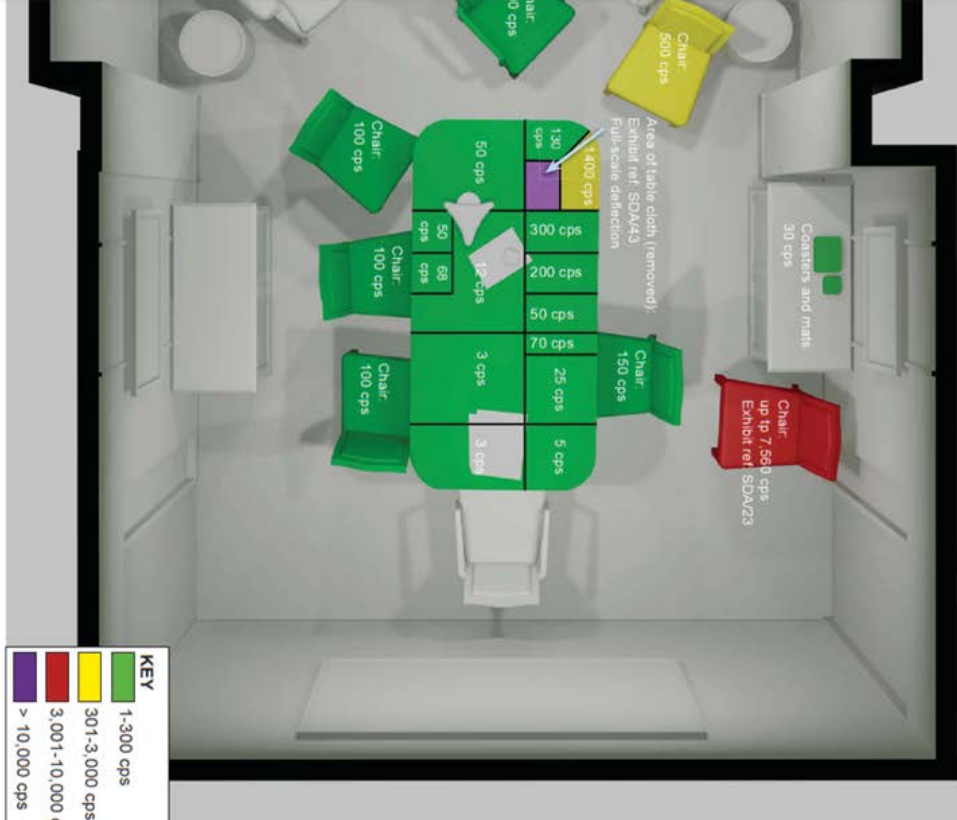 Chair:
500 cps
Chair:
100 cps
Area of table cloth (removed):
Exhibit ref: SDA/43
Full-scale deflection
130
cps
1400 cps
50 cps
300 cps
50
cps
68
cps
12 cps
200 cps
50 cps
70 cps
3 cps
25 cps
3 cps
5 cps
Chair:
100 cps
Chair:
100 cps
Chair:
150 cps
Coasters and mats
30 cps
Chair:
up tp 7,560 cps
Exhibit ref: SDA/23
KEY
1-300 cps
301-3,000 cps
3,001-10,000
> 10,000 cps